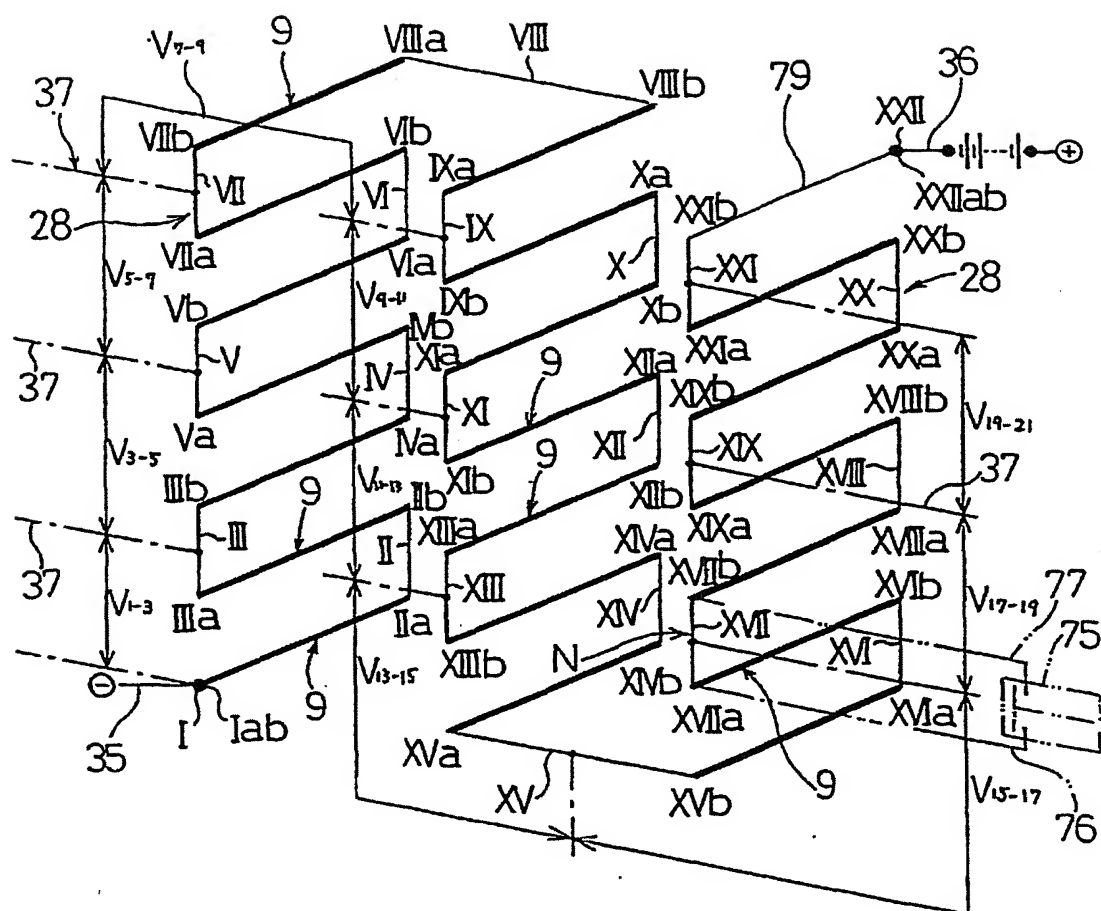 V7-9 9 VIIIa VIII
37 VIIIb 79 36
VIIb VIb XXII
IXa Xa
VII VI XXIb XXIIab
28 IX XXb
VIIa VIa X XXI XX 28
V5-7 V9-11
Vb IXb Xb
IVb XIa XXIa XXa
V IV 9 XIIa XIXb XVIIIb
37 XI
Va IVa XII XIX XVIII V19-21
V3-5 9
IIIb XIb
V11-13 XIIb 37
9 IIb XIIIa XIXa
III II XIVa XVIIIa
37 XVIIb XVIb
XIII 77
V1-3 XIV XVII V17-19 75
IIIa IIa N XVI
XIIIb
9 V13-15 XIVb
35 I Iab XVIIa XVIa
XVa
XV 9 V15-17
XVb 76